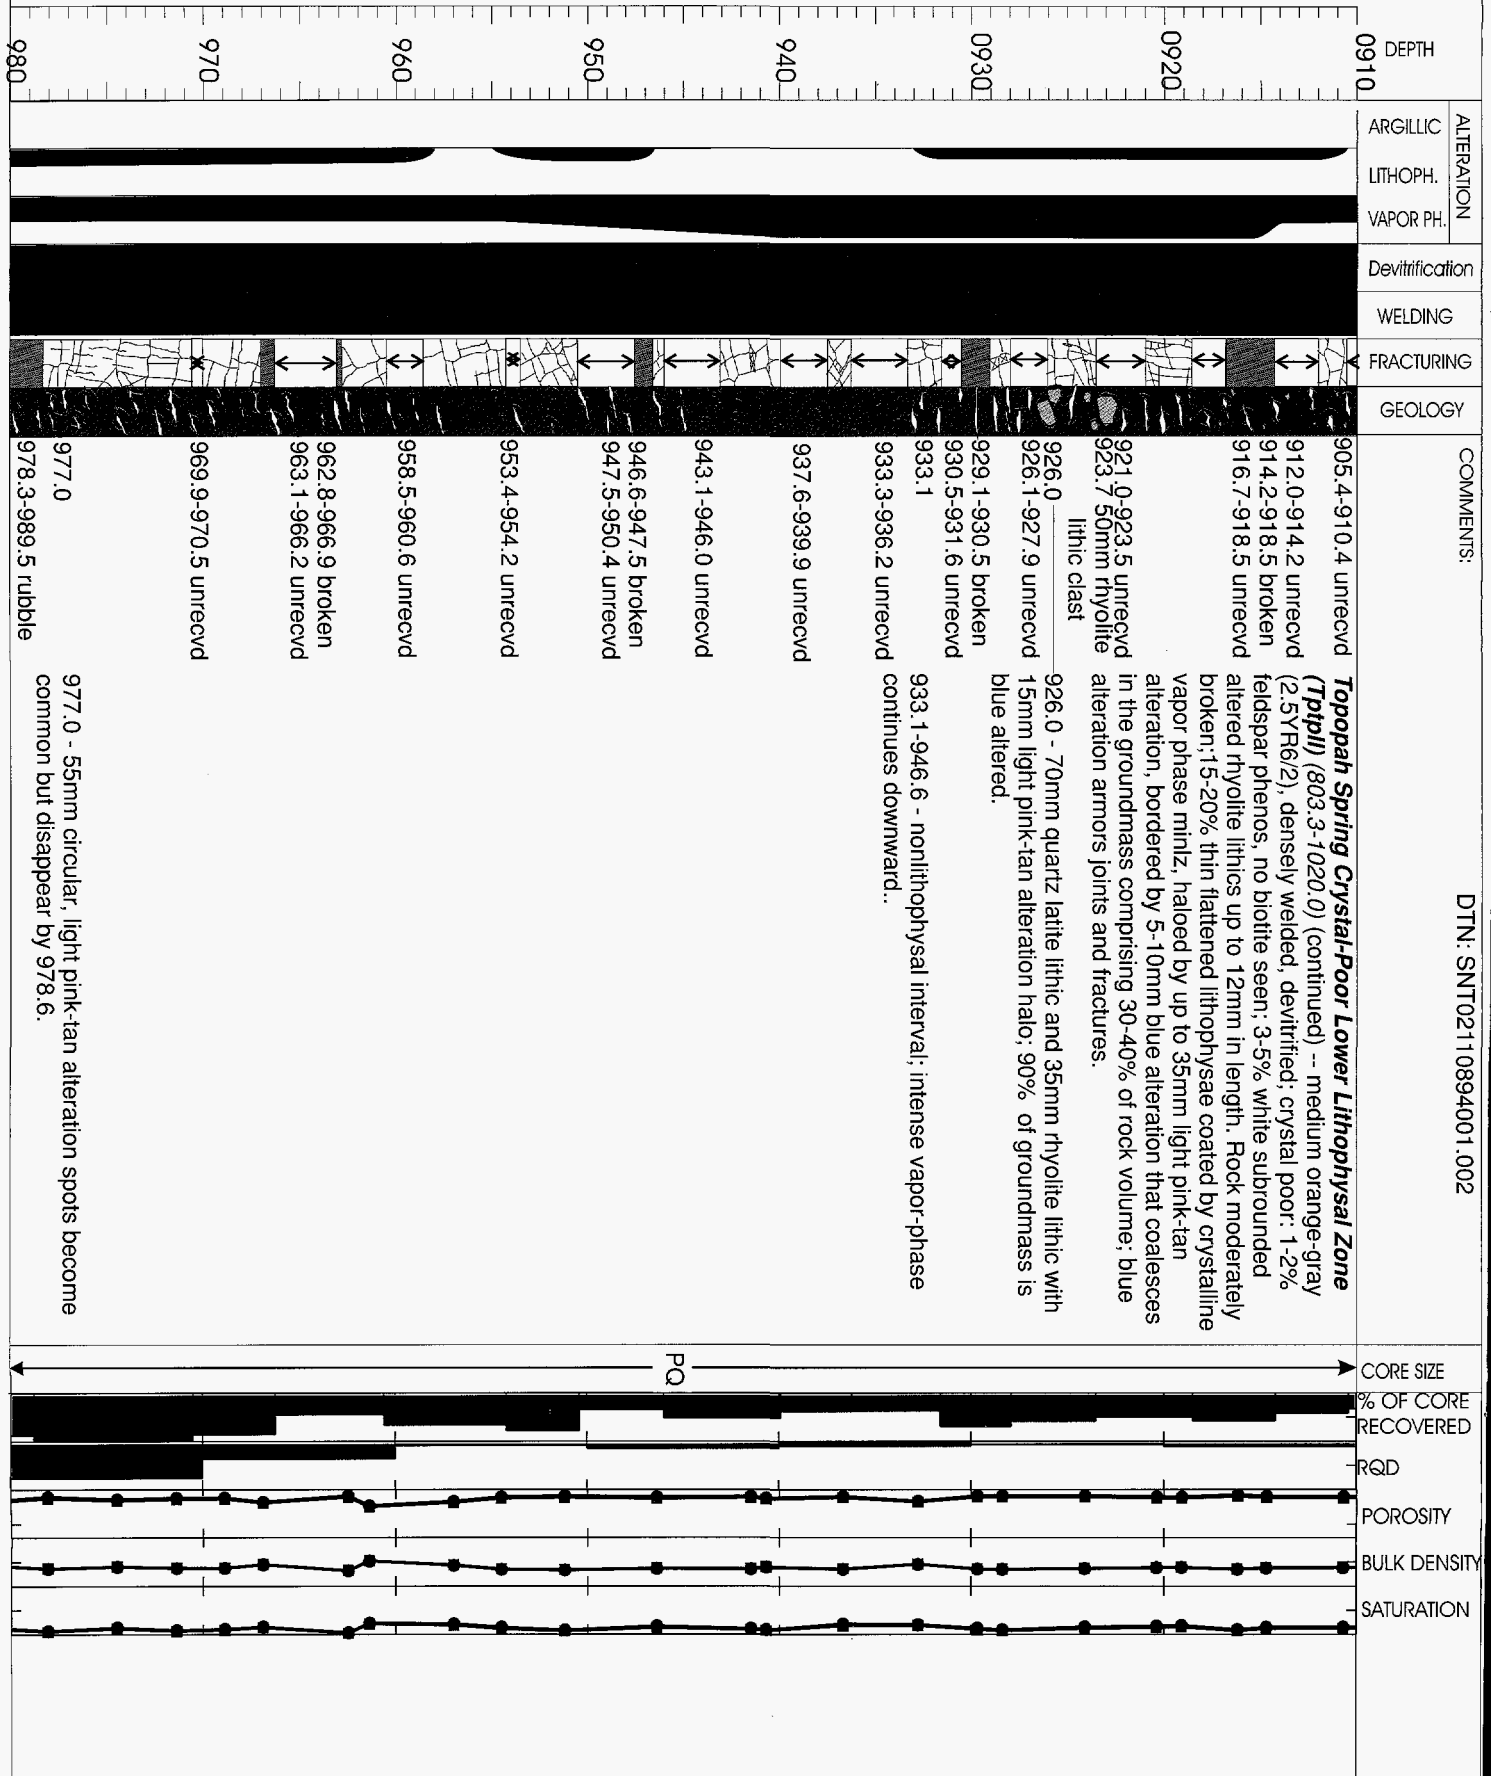 DTN: SNT02110894001.002
DEPTH
ALTERATION
ARGILLIC
LITHOPH.
VAPOR PH.
Devitrification
WELDING
FRACTURING
GEOLOGY
COMMENTS:
CORE SIZE
% OF CORE
RECOVERED
RQD
POROSITY
BULK DENSITY
SATURATION
0910
0920
0930
940
950
960
970
980
905.4-910.4 unrecvd
912.0-914.2 unrecvd
914.2-918.5 broken
916.7-918.5 unrecvd
921.0-923.5 unrecvd
923.7 50mm rhyolite
lithic clast
926.0
926.1-927.9 unrecvd
929.1-930.5 broken
930.5-931.6 unrecvd
933.1
933.3-936.2 unrecvd
937.6-939.9 unrecvd
943.1-946.0 unrecvd
946.6-947.5 broken
947.5-950.4 unrecvd
953.4-954.2 unrecvd
958.5-960.6 unrecvd
962.8-966.9 broken
963.1-966.2 unrecvd
969.9-970.5 unrecvd
977.0
978.3-989.5 rubble
Topopah Spring Crystal-Poor Lower Lithophysal Zone
(Tptpll) (803.3-1020.0) (continued) -- medium orange-gray
(2.5YR6/2), densely welded, devitrified; crystal poor: 1-2%
feldspar phenos, no biotite seen; 3-5% white subrounded
altered rhyolite lithics up to 12mm in length. Rock moderately
broken;15-20% thin flattened lithophysae coated by crystalline
vapor phase minlz, haloed by up to 35mm light pink-tan
alteration, bordered by 5-10mm blue alteration that coalesces
in the groundmass comprising 30-40% of rock volume; blue
alteration armors joints and fractures.
926.0 - 70mm quartz latite lithic and 35mm rhyolite lithic with
15mm light pink-tan alteration halo; 90% of groundmass is
blue altered.
933.1-946.6 - nonlithophysal interval; intense vapor-phase
continues downward..
977.0 - 55mm circular, light pink-tan alteration spots become
common but disappear by 978.6.
PQ